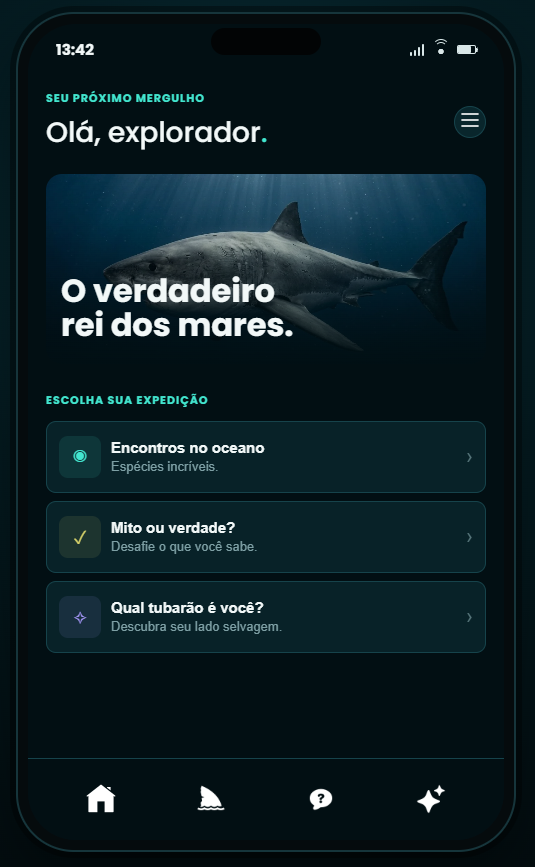 13:42
SEU PRÓXIMO MERGULHO
Olá, explorador.
O verdadeiro
rei dos mares.
ESCOLHA SUA EXPEDIÇÃO
Encontros no oceano
Espécies incríveis.
Mito ou verdade?
Desafie o que você sabe.
Qual tubarão é você?
Descubra seu lado selvagem.